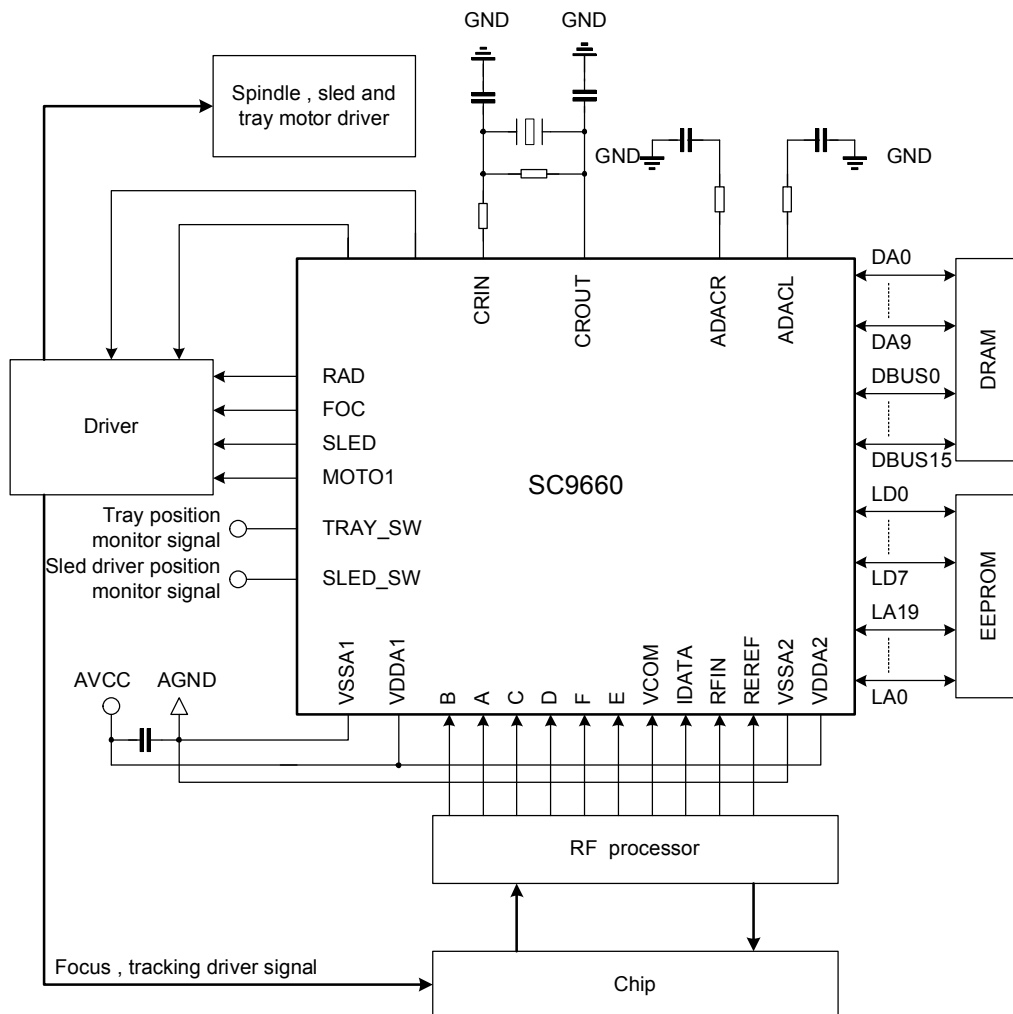 GND
GND
Spindle , sled and
tray motor driver
GND
GND
CRIN
CROUT
ADACR
ADACL
DA0
DA9
DBUS0
DBUS15
DRAM
RAD
FOC
SLED
MOTO1
Driver
SC9660
Tray position
monitor signal
TRAY_SW
Sled driver position
monitor signal
SLED_SW
LD0
LD7
LA19
LA0
EEPROM
AVCC
AGND
VSSA1
VDDA1
B
A
C
D
F
E
VCOM
IDATA
RFIN
REREF
VSSA2
VDDA2
RF processor
Focus , tracking driver signal
Chip